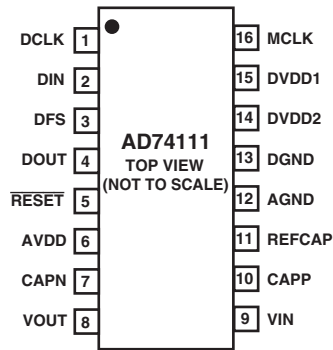 DCLK 1
DIN 2
DFS 3
DOUT 4
RESET 5
AVDD 6
CAPN 7
VOUT 8
AD74111
TOP VIEW
(NOT TO SCALE)
16 MCLK
15 DVDD1
14 DVDD2
13 DGND
12 AGND
11 REFCAP
10 CAPP
9 VIN